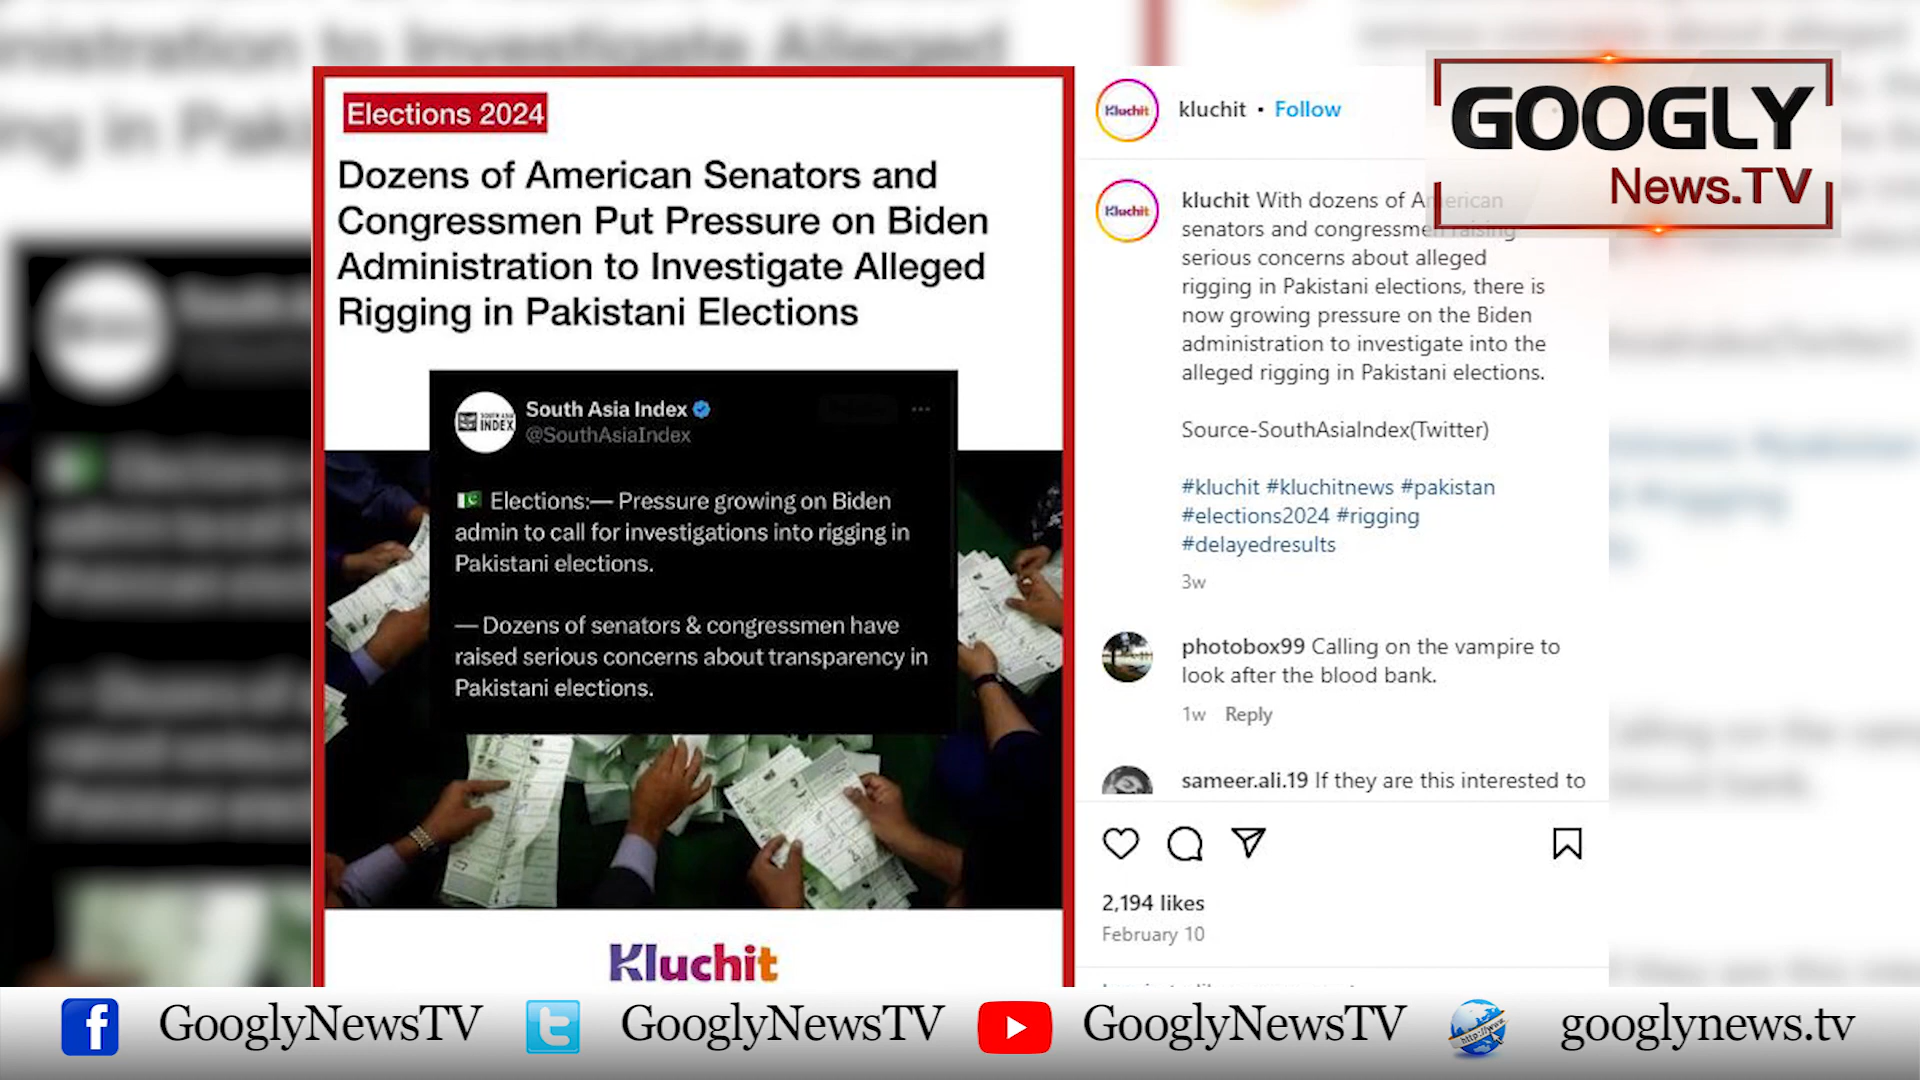 GOOGLY
News.TV
Elections 2024
Dozens of American Senators and
Congressmen Put Pressure on Biden
Administration to Investigate Alleged
Rigging in Pakistani Elections
SOUTH ASIA
INDEX
South Asia Index
@SouthAsiaIndex
Elections:— Pressure growing on Biden
admin to call for investigations into rigging in
Pakistani elections.
— Dozens of senators & congressmen have
raised serious concerns about transparency in
Pakistani elections.
Kluchit
Kluchit
kluchit • Follow
Kluchit
kluchit With dozens of American
senators and congressmen raising
serious concerns about alleged
rigging in Pakistani elections, there is
now growing pressure on the Biden
administration to investigate into the
alleged rigging in Pakistani elections.
Source-SouthAsiaIndex(Twitter)
#kluchit #kluchitnews #pakistan
#elections2024 #rigging
#delayedresults
3w
photobox99 Calling on the vampire to
look after the blood bank.
1w Reply
sameer.ali.19 If they are this interested to
2,194 likes
February 10
GooglyNewsTV
GooglyNewsTV
GooglyNewsTV
googlynews.tv